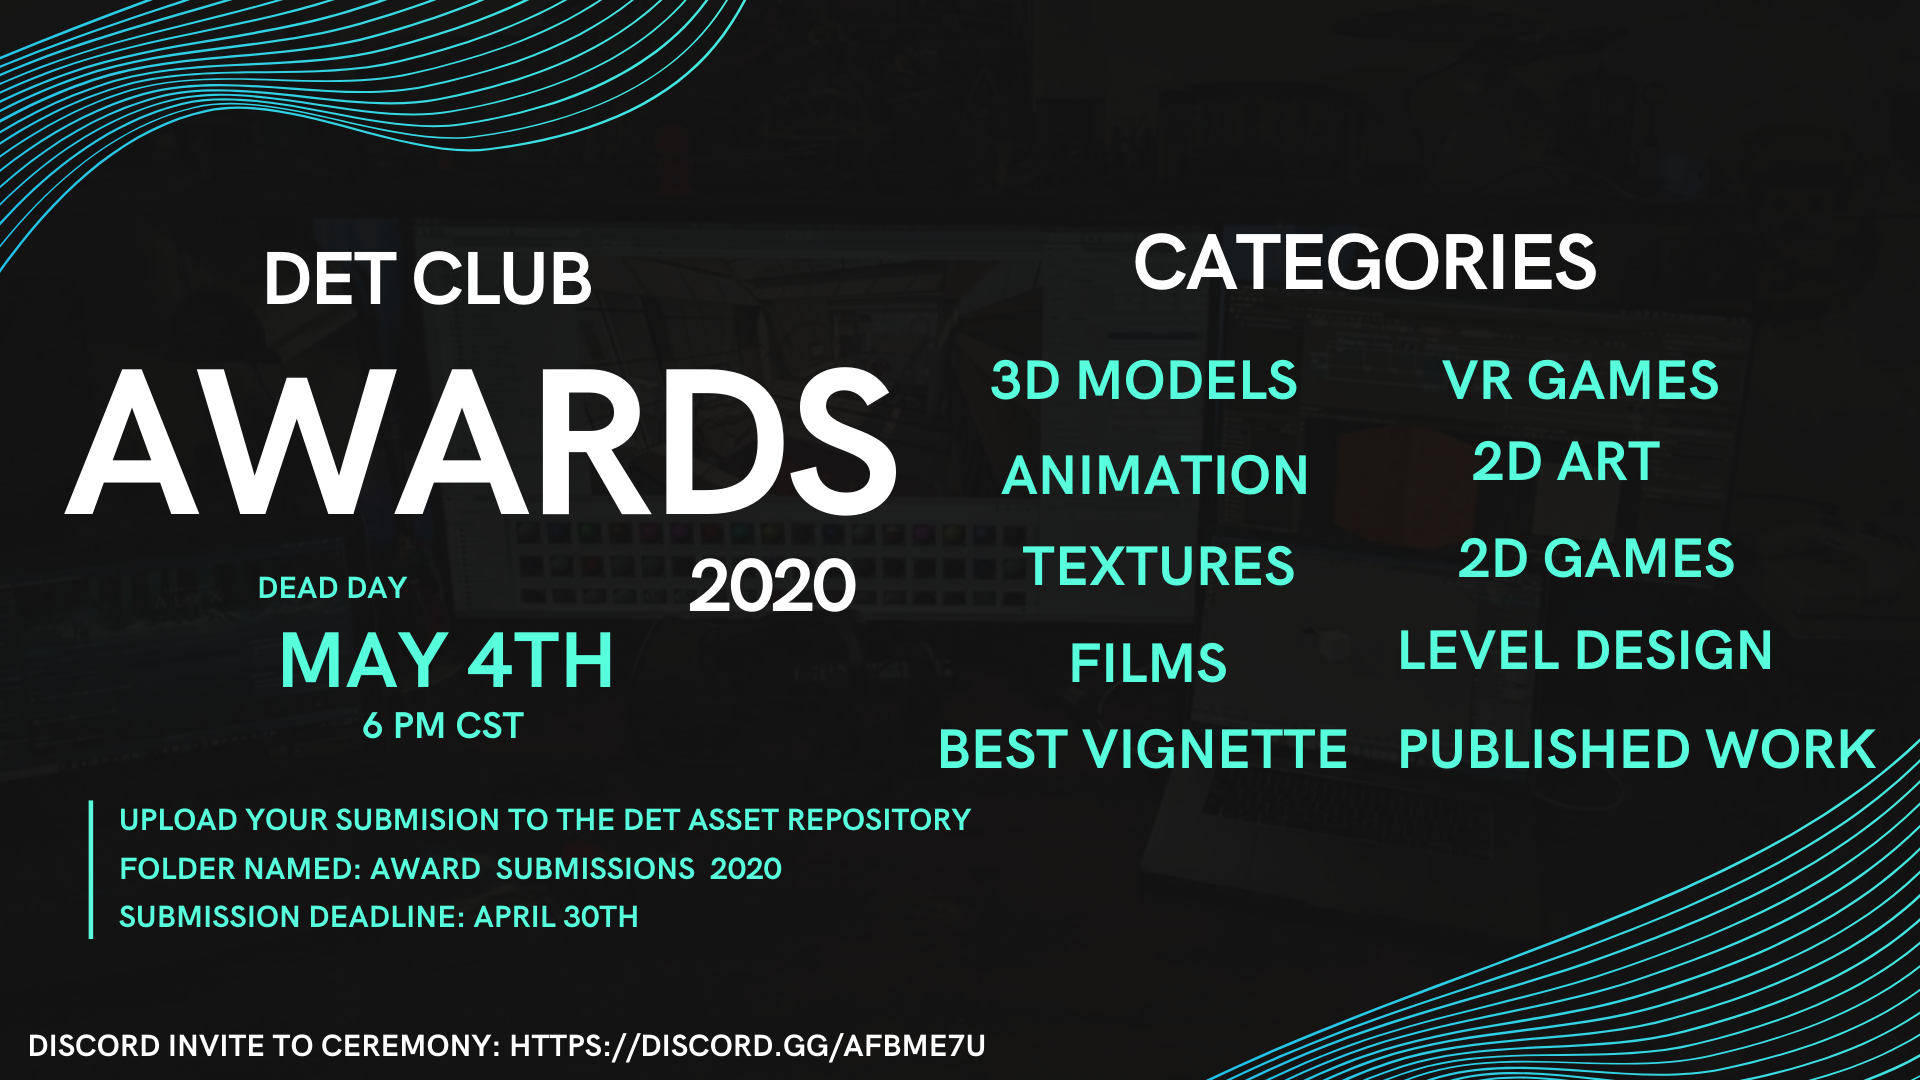 DET CLUB
AWARDS
2020
DEAD DAY
MAY 4TH
6 PM CST
UPLOAD YOUR SUBMISION TO THE DET ASSET REPOSITORY
FOLDER NAMED: AWARD SUBMISSIONS 2020
SUBMISSION DEADLINE: APRIL 30TH
DISCORD INVITE TO CEREMONY: HTTPS://DISCORD.GG/AFBME7U
CATEGORIES
3D MODELS
ANIMATION
TEXTURES
FILMS
BEST VIGNETTE
VR GAMES
2D ART
2D GAMES
LEVEL DESIGN
PUBLISHED WORK